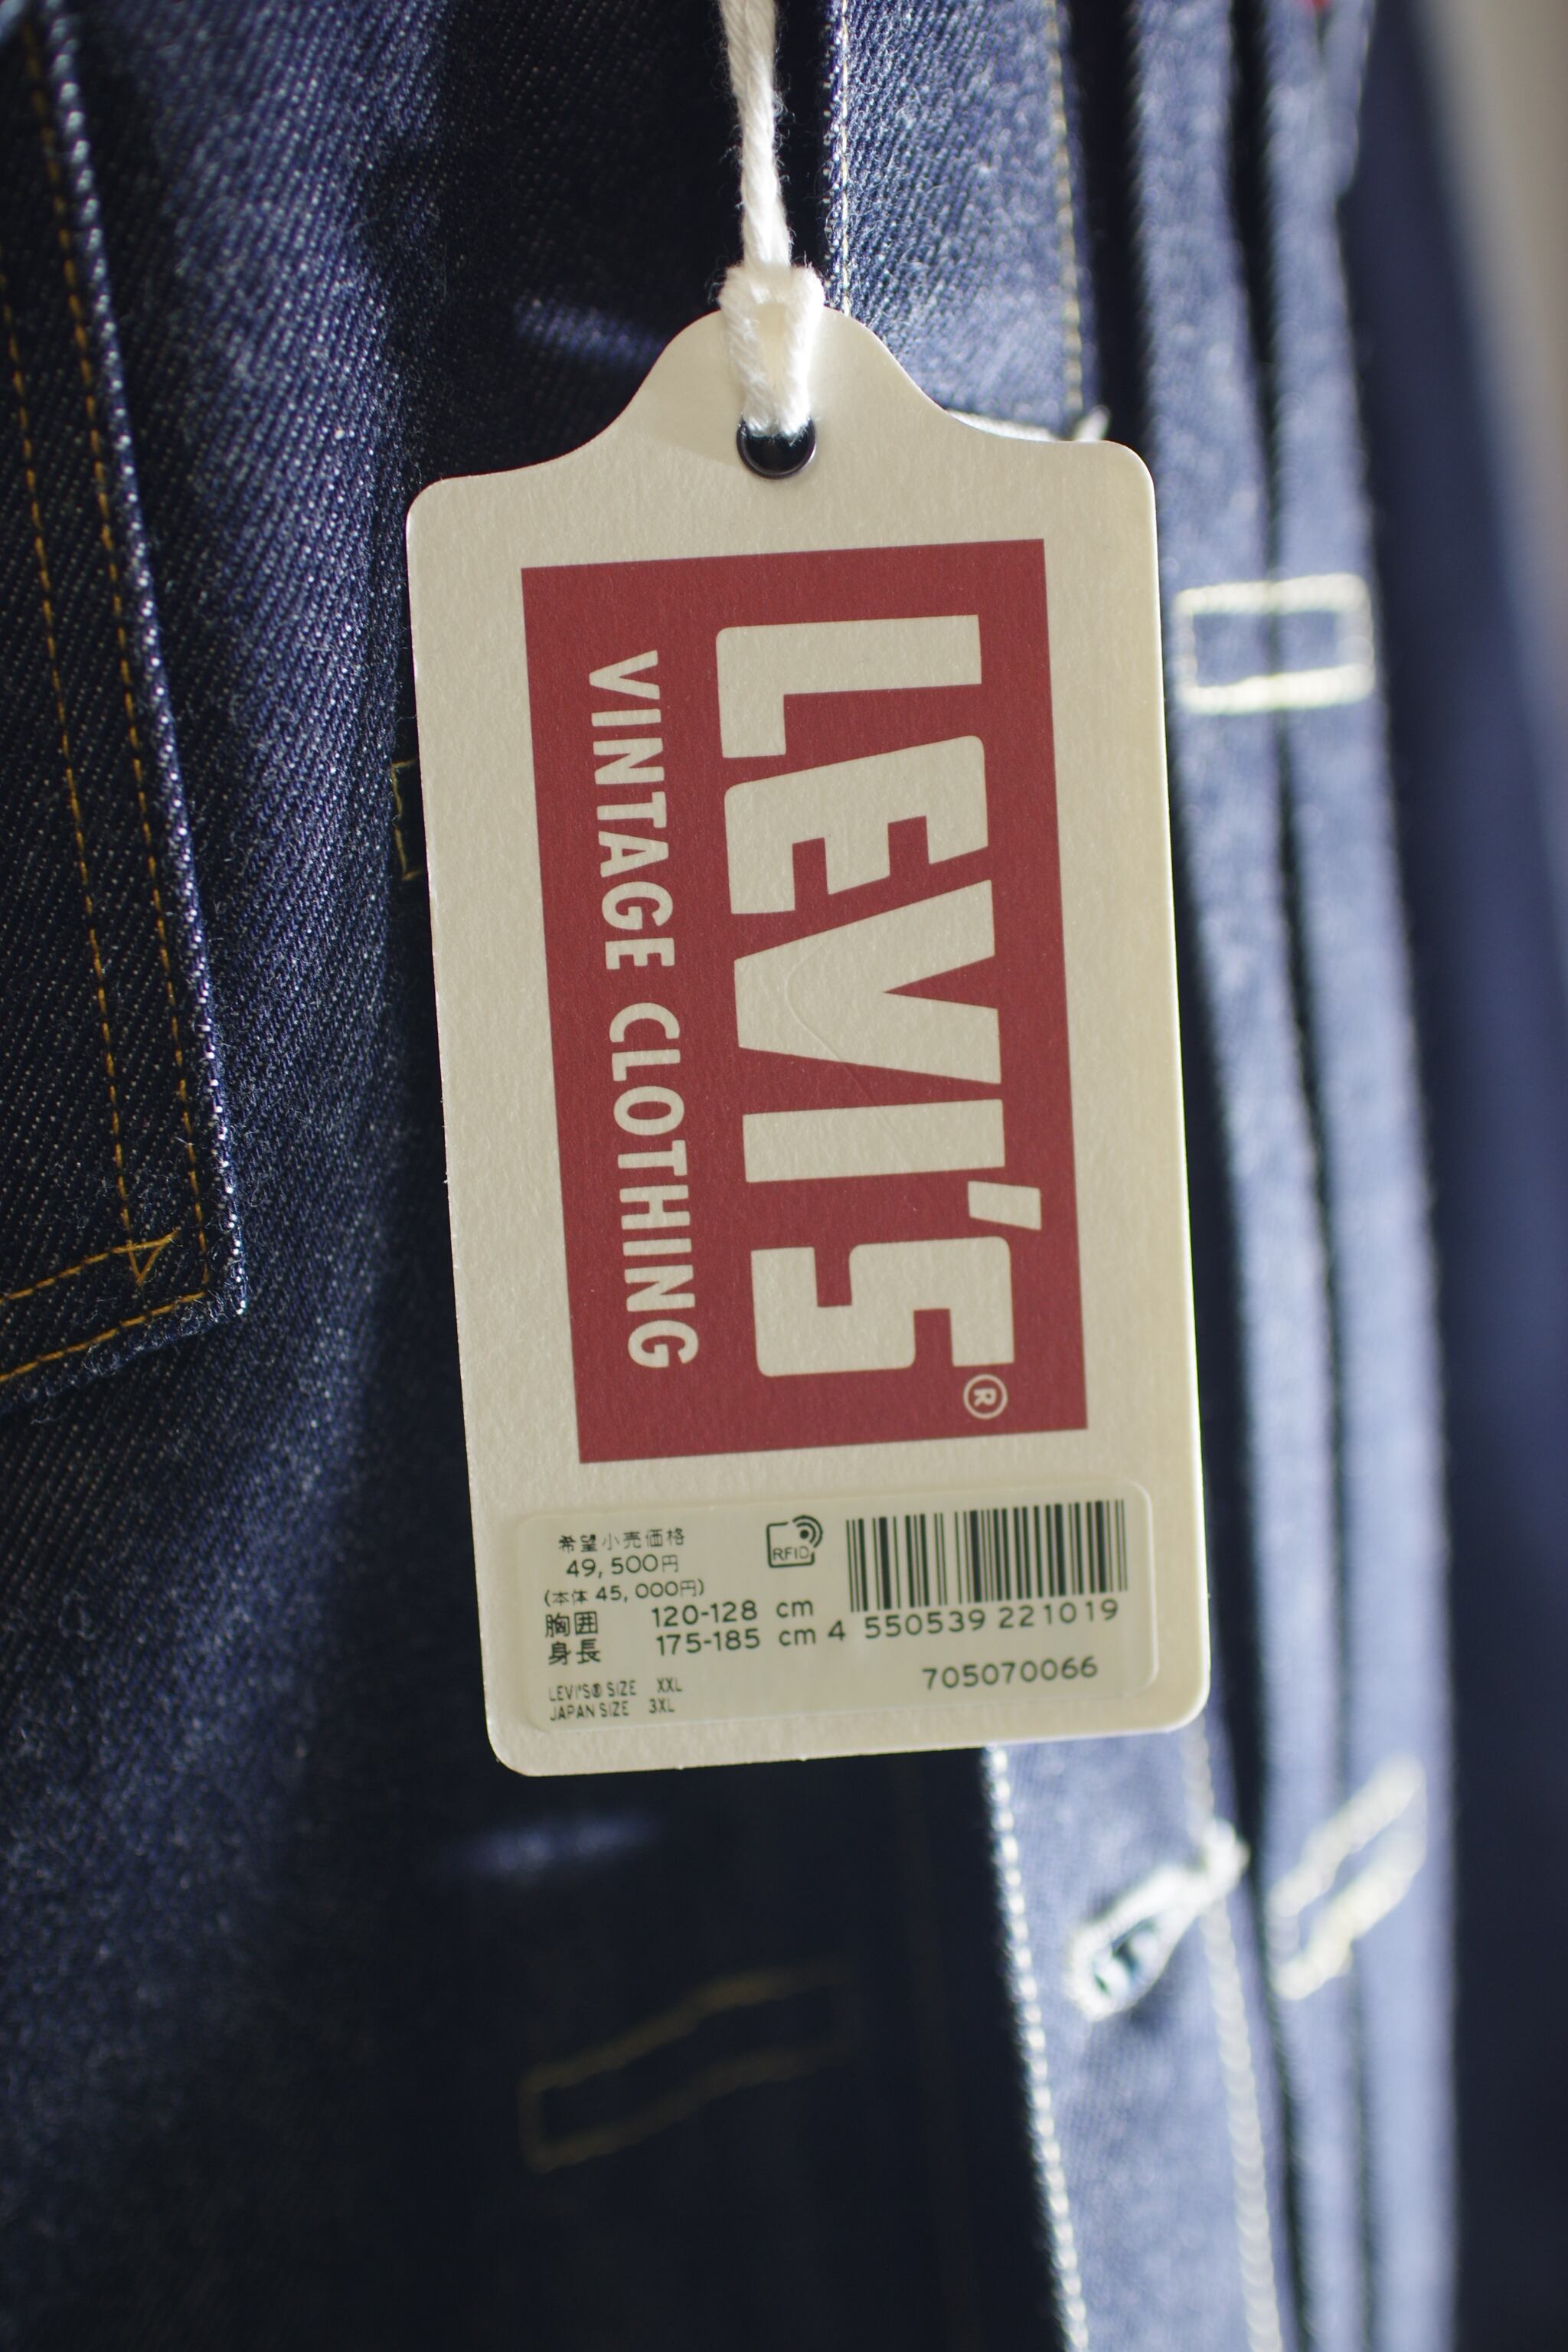 LEVI'S®
VINTAGE CLOTHING
希望小売価格
49,500円
(本体 45,000円)
胸囲 120-128 cm
身長 175-185 cm
LEVI'S® SIZE XXL
JAPAN SIZE 3XL
RFID
4 550539 221019
705070066